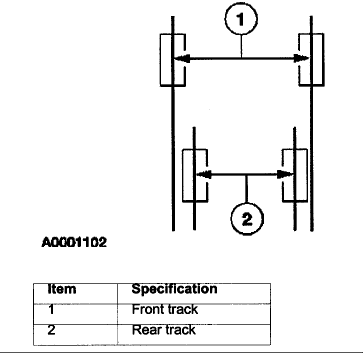 1
2
A0001102
Item Specification
1 Front track
2 Rear track